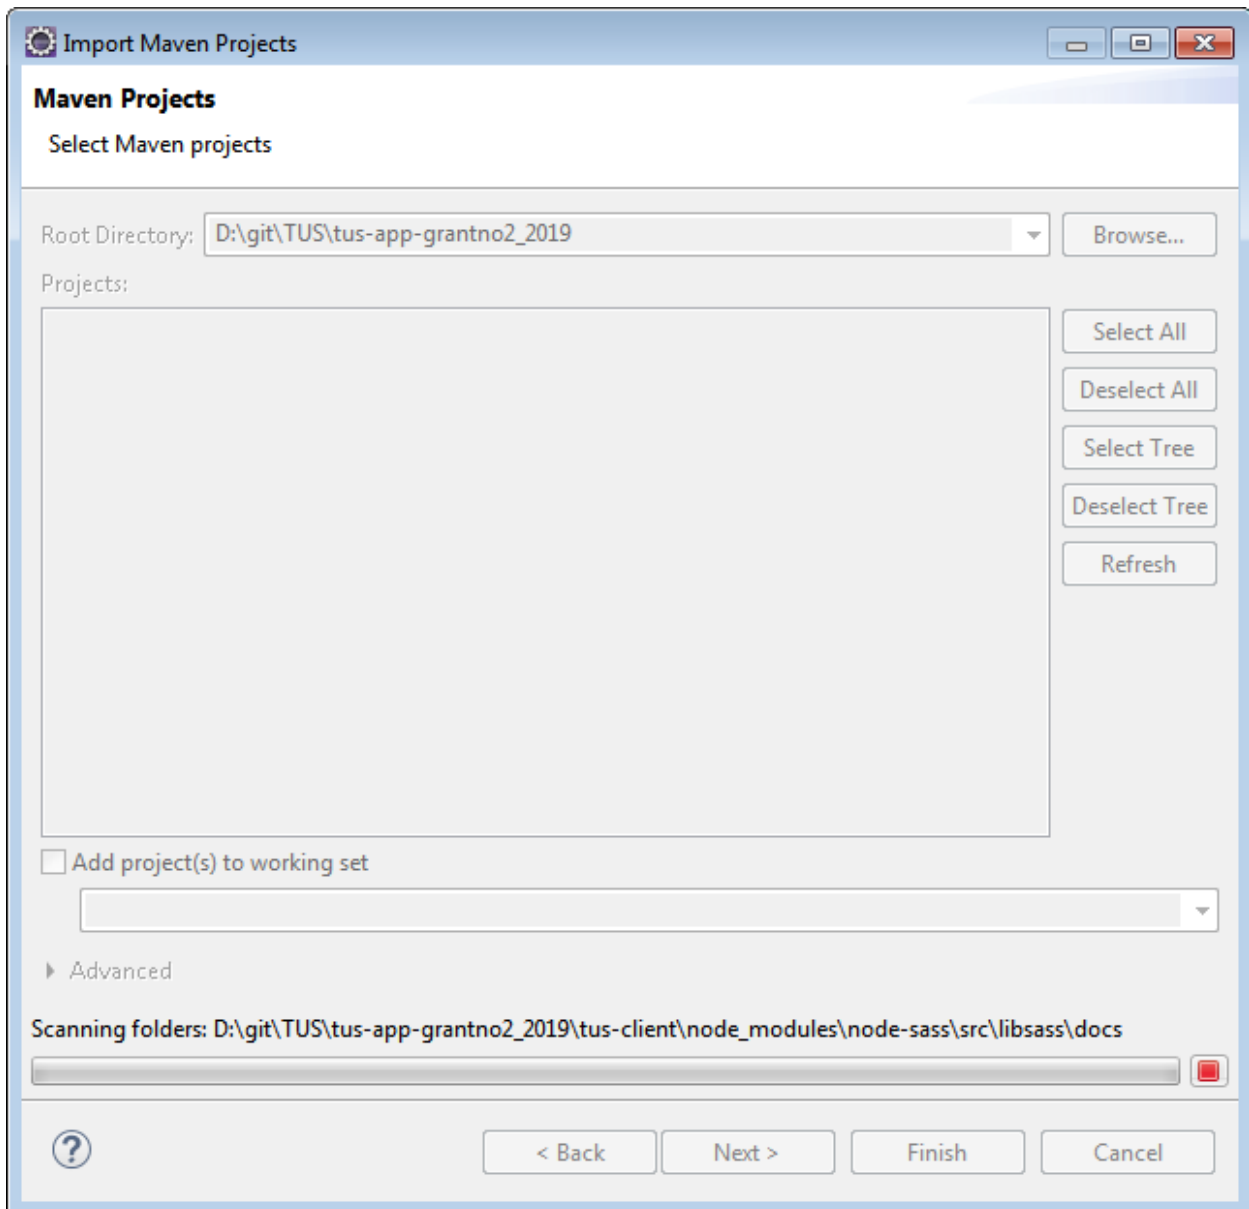 Import Maven Projects
Maven Projects
Select Maven projects
Root Directory: D:\git\TUS\tus-app-grantno2_2019 Browse...
Projects:
Select All
Deselect All
Select Tree
Deselect Tree
Refresh
Add project(s) to working set
Advanced
Scanning folders: D:\git\TUS\tus-app-grantno2_2019\tus-client\node_modules\node-sass\src\libsass\docs
? < Back Next > Finish Cancel